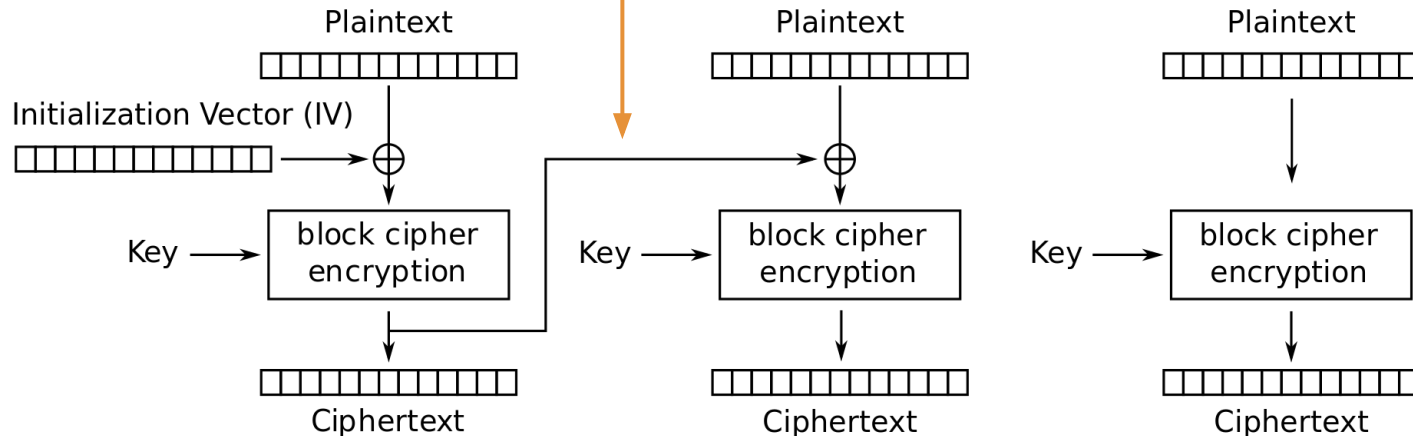 Plaintext
Plaintext
Plaintext
Initialization Vector (IV)
Key
block cipher
encryption
Key
block cipher
encryption
Key
block cipher
encryption
Ciphertext
Ciphertext
Ciphertext